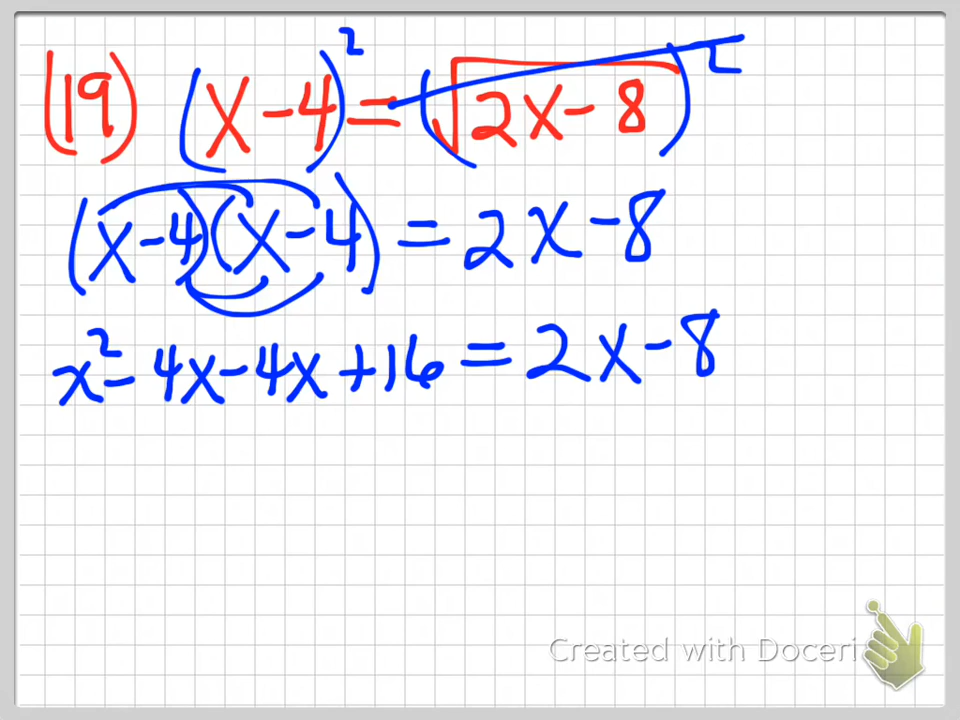 (19) (x-4)² = (√2x-8)²
(x-4)(x-4) = 2x-8
x²-4x-4x+16 = 2x-8
Created with Doceri